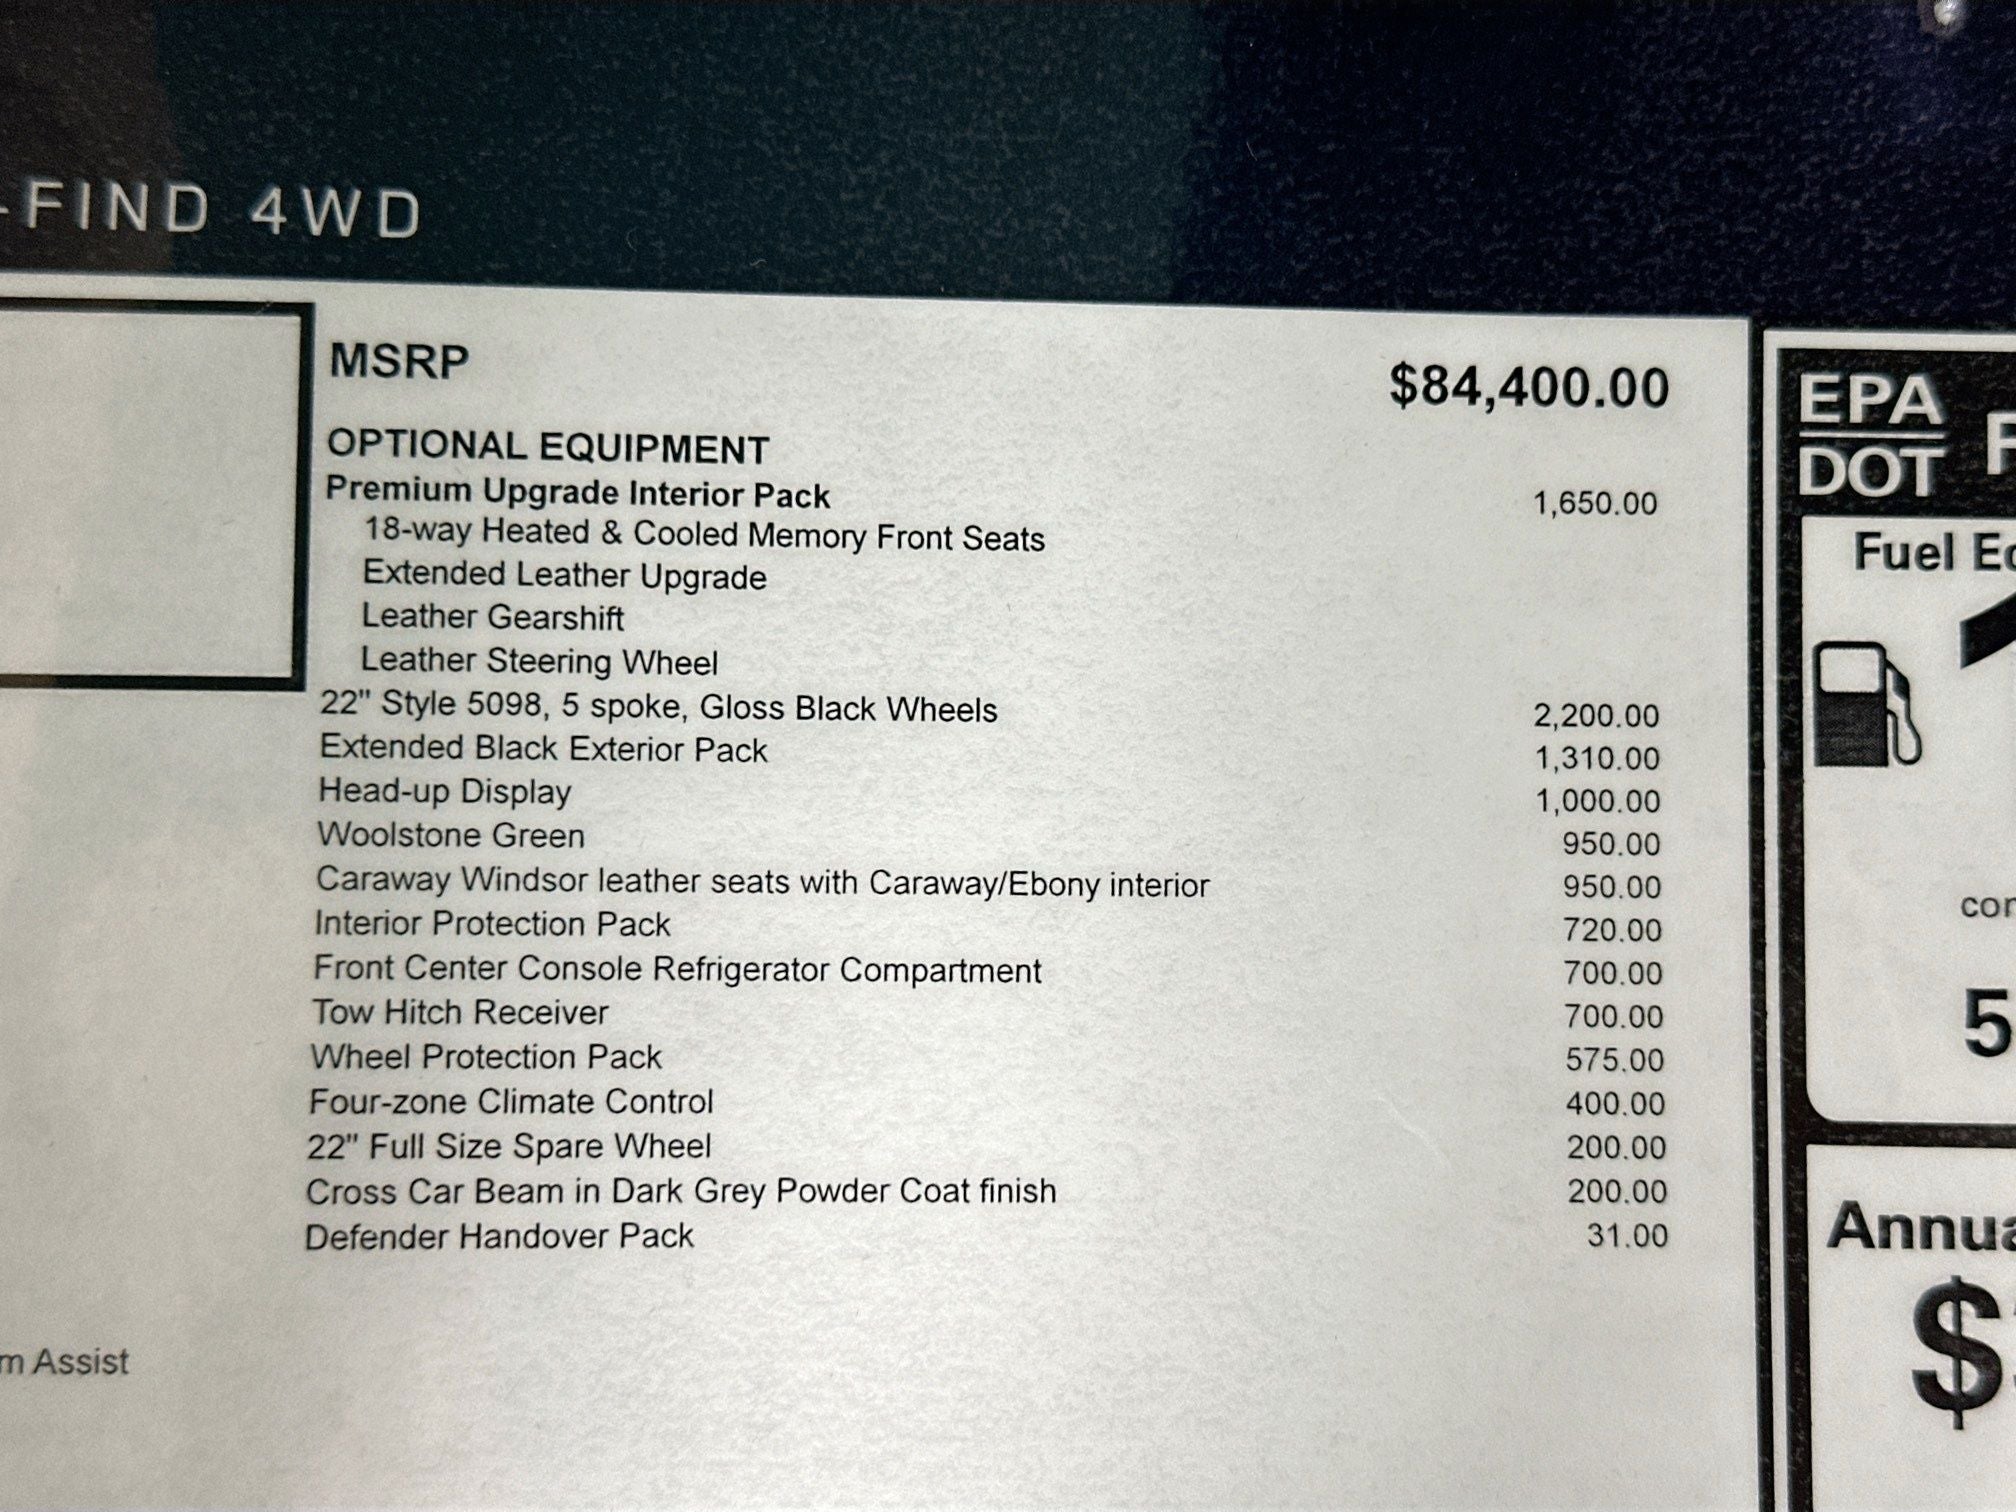 -FIND 4WD
MSRP $84,400.00
OPTIONAL EQUIPMENT
Premium Upgrade Interior Pack 1,650.00
18-way Heated & Cooled Memory Front Seats
Extended Leather Upgrade
Leather Gearshift
Leather Steering Wheel
22" Style 5098, 5 spoke, Gloss Black Wheels 2,200.00
Extended Black Exterior Pack 1,310.00
Head-up Display 1,000.00
Woolstone Green 950.00
Caraway Windsor leather seats with Caraway/Ebony interior 950.00
Interior Protection Pack 720.00
Front Center Console Refrigerator Compartment 700.00
Tow Hitch Receiver 700.00
Wheel Protection Pack 575.00
Four-zone Climate Control 400.00
22" Full Size Spare Wheel 200.00
Cross Car Beam in Dark Grey Powder Coat finish 200.00
Defender Handover Pack 31.00
m Assist
EPA
DOT
Fuel Ec
com
5
Annua
$